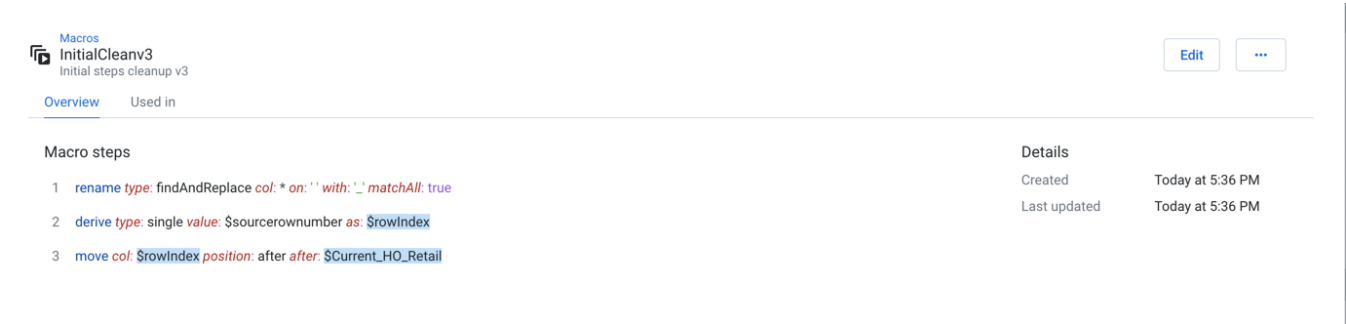 Macros
InitialCleanv3
Initial steps cleanup v3
Edit
...
Overview Used in
Macro steps
1 rename type: findAndReplace col: * on: ' ' with: '_' matchAll: true
2 derive type: single value: $sourcerownumber as: $rowIndex
3 move col: $rowIndex position: after after: $Current_HO_Retail
Details
Created Today at 5:36 PM
Last updated Today at 5:36 PM